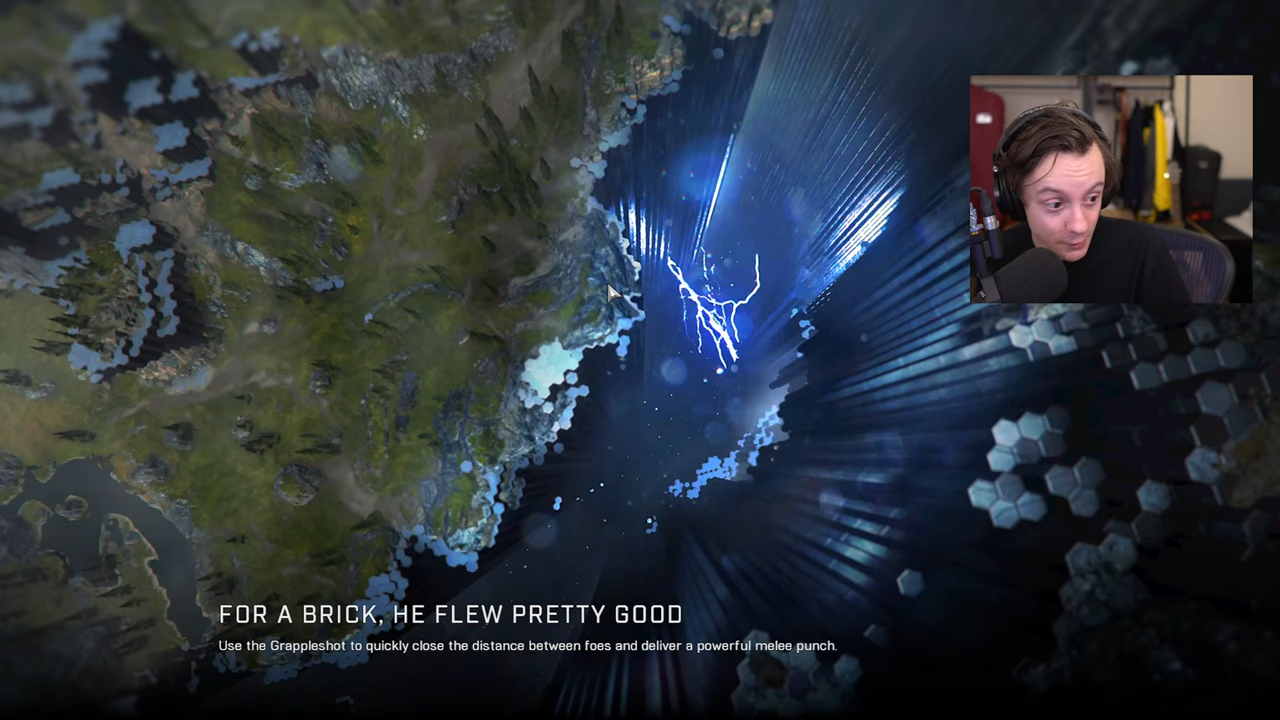 FOR A BRICK, HE FLEW PRETTY GOOD
Use the Grappleshot to quickly close the distance between foes and deliver a powerful melee punch.